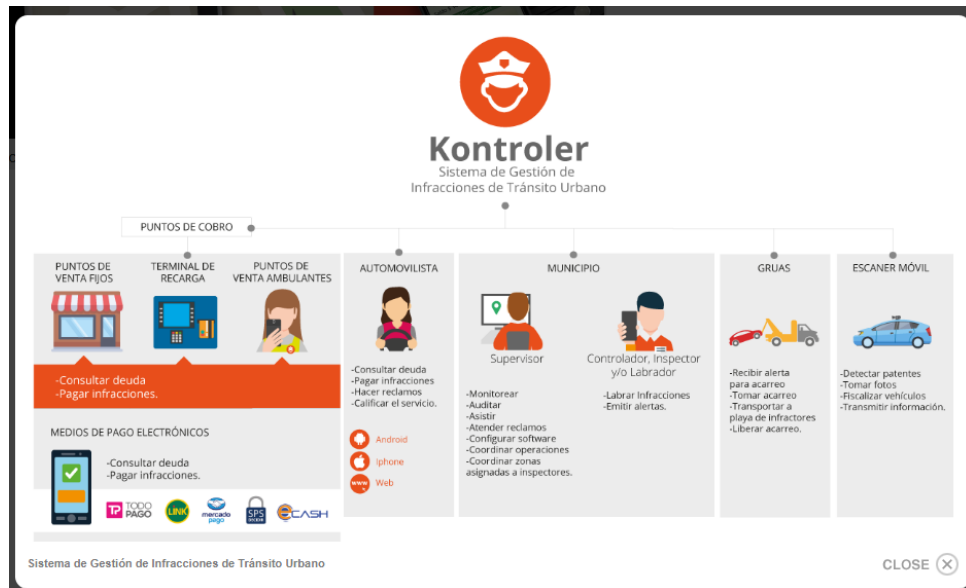 Kontroler
Sistema de Gestión de
Infracciones de Tránsito Urbano
PUNTOS DE COBRO
PUNTOS DE
VENTA FIJOS
TERMINAL DE
RECARGA
PUNTOS DE
VENTA AMBULANTES
-Consultar deuda
-Pagar infracciones.
MEDIOS DE PAGO ELECTRÓNICOS
-Consultar deuda
-Pagar infracciones.
TP TODO
PAGO
LINK
mercado
pago
SPS
DECIDIR
eCASH
AUTOMOVILISTA
-Consultar deuda
-Pagar infracciones
-Hacer reclamos
-Calificar el servicio.
Android
Iphone
www Web
MUNICIPIO
Supervisor
-Monitorear
-Auditar
-Asistir
-Atender reclamos
-Configurar software
-Coordinar operaciones
-Coordinar zonas
asignadas a inspectores.
Controlador, Inspector
y/o Labrador
-Labrar Infracciones
-Emitir alertas.
GRUAS
-Recibir alerta
para acarreo
-Tomar acarreo
-Transportar a
playa de infractores
-Liberar acarreo.
ESCANER MÓVIL
-Detectar patentes
-Tomar fotos
-Fiscalizar vehículos
-Transmitir información.
Sistema de Gestión de Infracciones de Tránsito Urbano
CLOSE